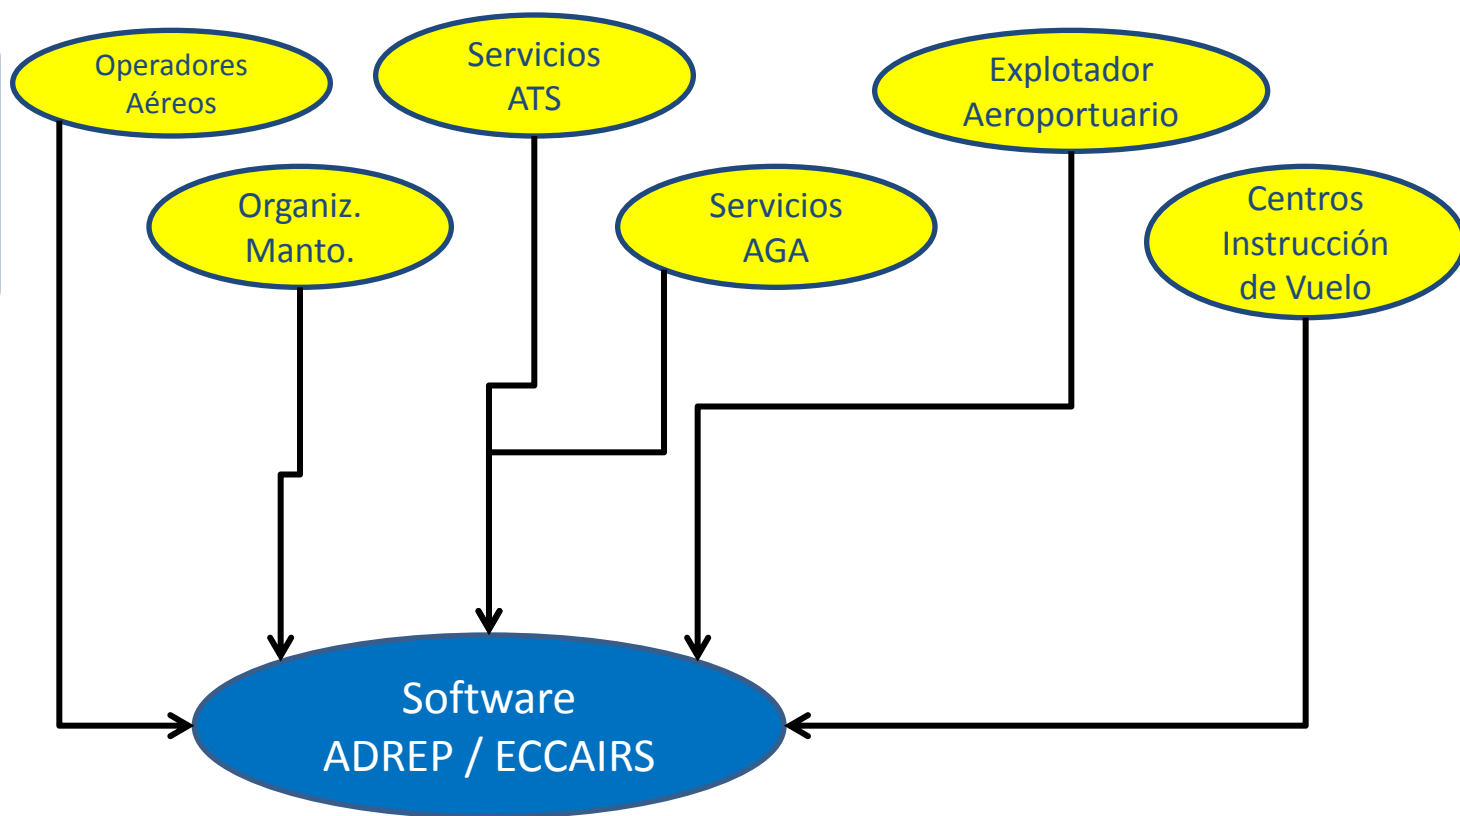 Operadores
Aéreos
Servicios
ATS
Explotador
Aeroportuario
Organiz.
Manto.
Servicios
AGA
Centros
Instrucción
de Vuelo
Software
ADREP / ECCAIRS